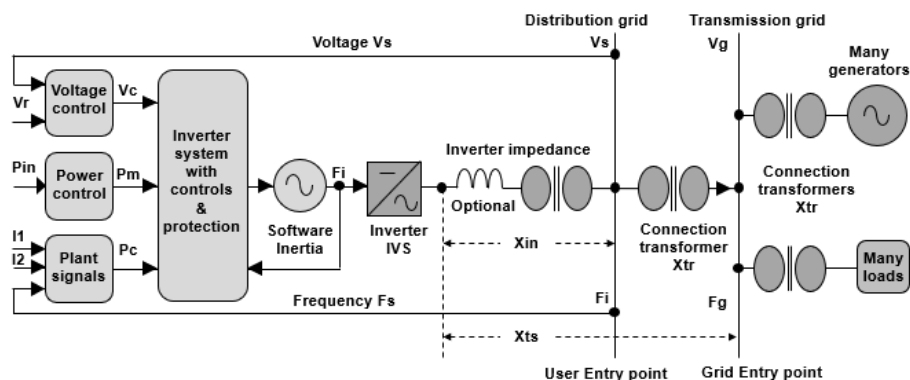 Distribution grid
Transmission grid
Voltage Vs
Vs
Vg
Many
generators
Vr
Voltage
control
Vc
Inverter
system
with
controls
&
protection
Pin
Power
control
Pm
Fi
Inverter impedance
Optional
Software
Inertia
Inverter
IVS
Connection
transformers
Xtr
Connection
transformer
Xtr
Xin
I1
I2
Plant
signals
Pc
Many
loads
Frequency Fs
Fi
Fg
Xts
User Entry point
Grid Entry point